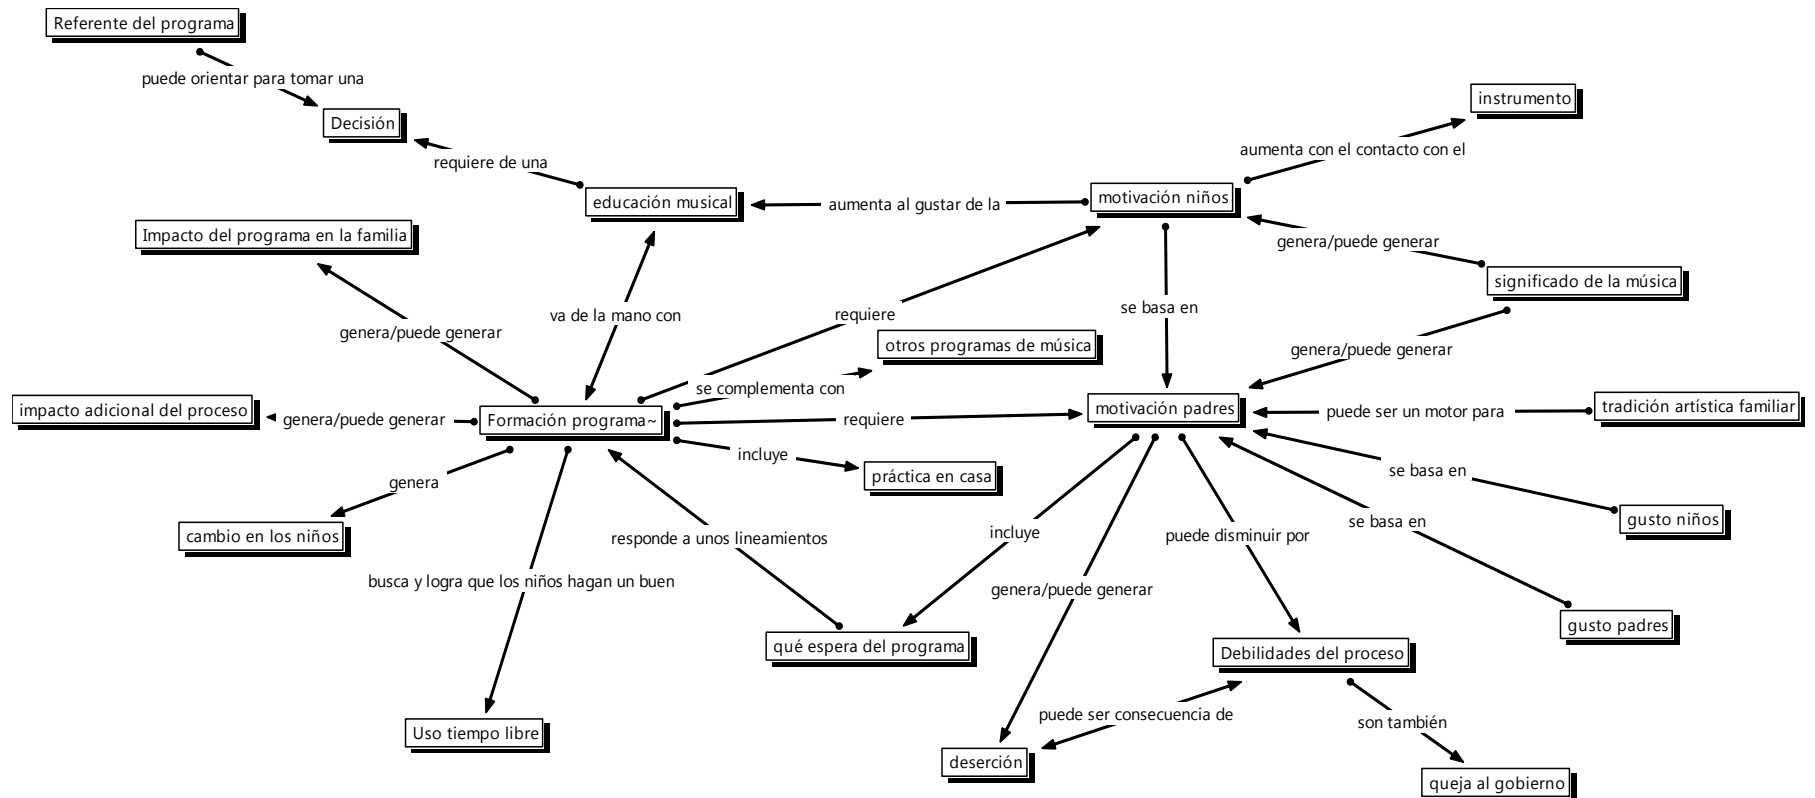 Referente del programa
puede orientar para tomar una
instrumento
Decisión
aumenta con el contacto con el
requiere de una
motivación niños
educación musical
aumenta al gustar de la
Impacto del programa en la familia
genera/puede generar
significado de la música
se basa en
va de la mano con
requiere
genera/puede generar
otros programas de música
genera/puede generar
se complementa con
impacto adicional del proceso
genera/puede generar
Formación programa~
requiere
motivación padres
puede ser un motor para
tradición artística familiar
incluye
práctica en casa
se basa en
genera
gusto niños
se basa en
cambio en los niños
responde a unos lineamientos
incluye
puede disminuir por
busca y logra que los niños hagan un buen
genera/puede generar
gusto padres
qué espera del programa
Debilidades del proceso
puede ser consecuencia de
son también
Uso tiempo libre
deserción
queja al gobierno